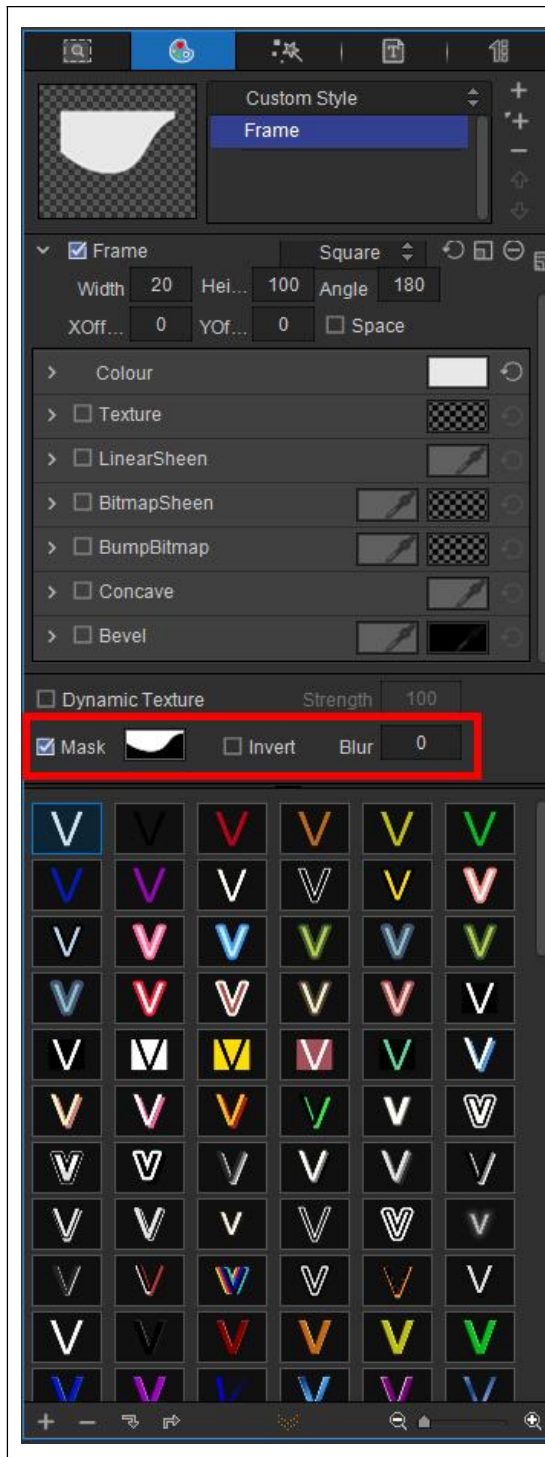 Custom Style
Frame
Frame Square
Width 20 Hei... 100 Angle 180
XOff... 0 YOf... 0 Space
Colour
Texture
LinearSheen
BitmapSheen
BumpBitmap
Concave
Bevel
Dynamic Texture Strength 100
Mask Invert Blur 0
V V V V V V
V V V V V V
V V V V V V
V V V V V V
V V V V V V
V V V V V V
V V V V V V
V V V V V V
V V V V V V
V V V V V V
V V V V V V